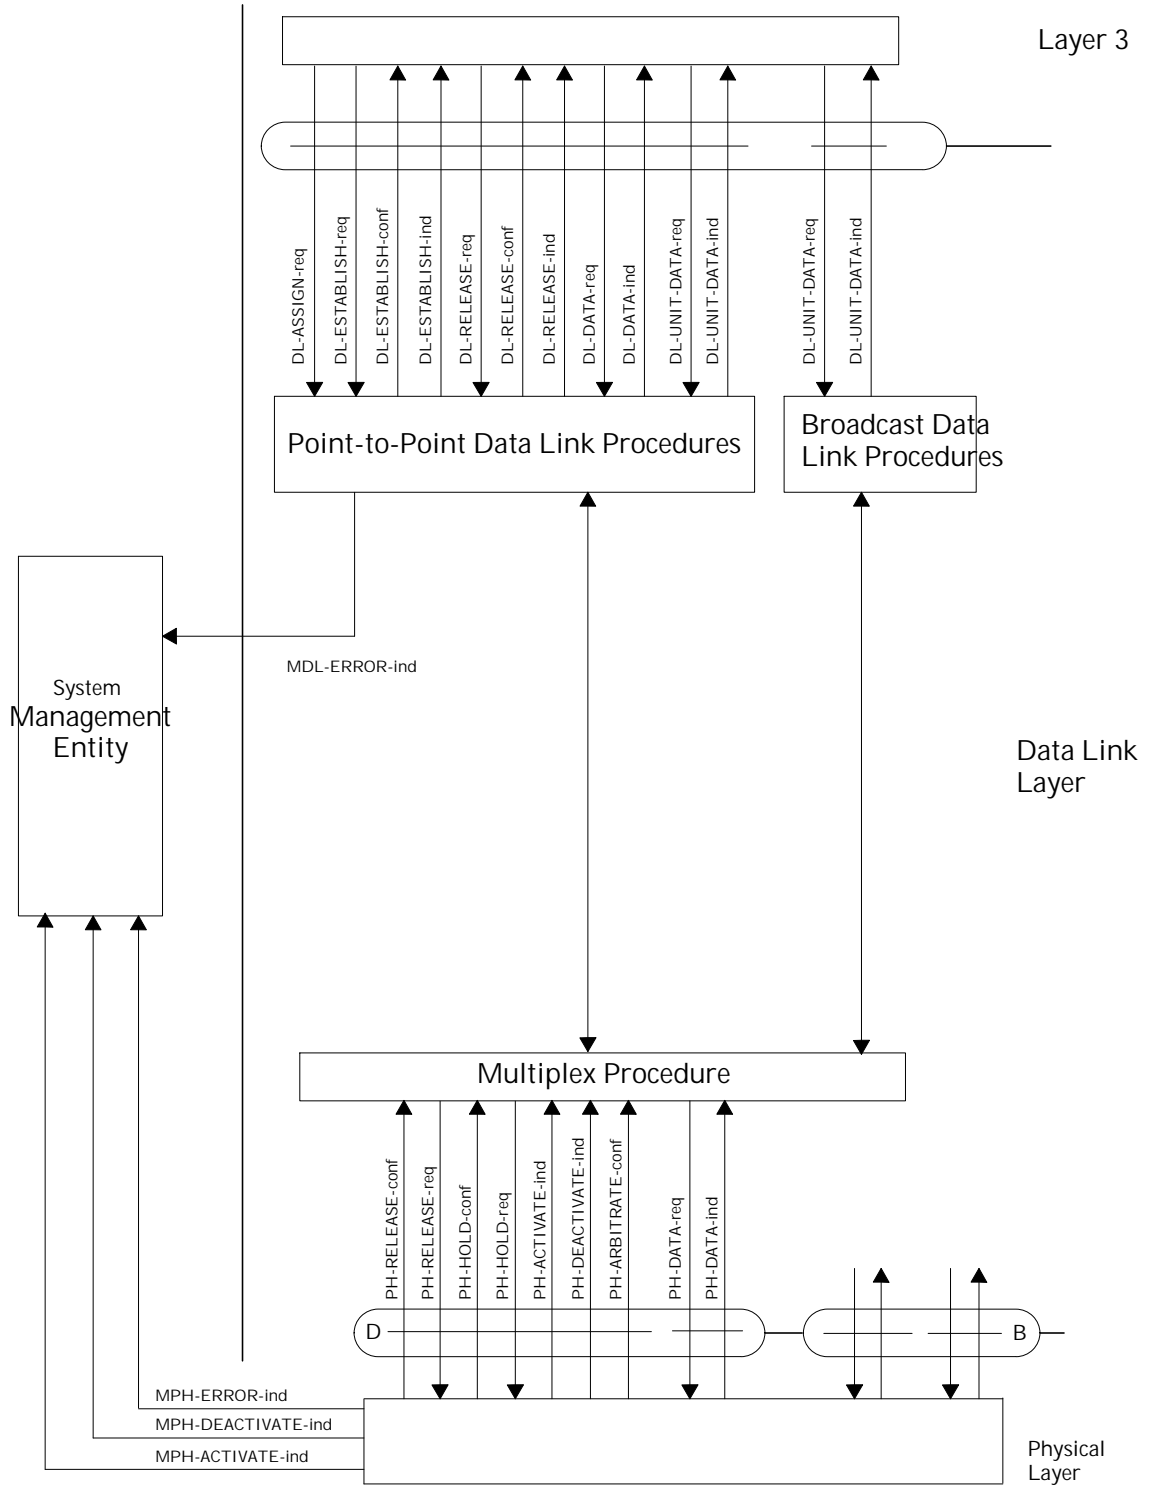 Layer 3
DL-ASSIGN-req
DL-ESTABLISH-req
DL-ESTABLISH-conf
DL-ESTABLISH-ind
DL-RELEASE-req
DL-RELEASE-conf
DL-RELEASE-ind
DL-DATA-req
DL-DATA-ind
DL-UNIT-DATA-req
DL-UNIT-DATA-ind
DL-UNIT-DATA-req
DL-UNIT-DATA-ind
Point-to-Point Data Link Procedures
Broadcast Data
Link Procedures
MDL-ERROR-ind
System
Management
Entity
Data Link
Layer
Multiplex Procedure
PH-RELEASE-conf
PH-RELEASE-req
PH-HOLD-conf
PH-HOLD-req
PH-ACTIVATE-ind
PH-DEACTIVATE-ind
PH-ARBITRATE-conf
PH-DATA-req
PH-DATA-ind
D
B
MPH-ERROR-ind
MPH-DEACTIVATE-ind
MPH-ACTIVATE-ind
Physical
Layer